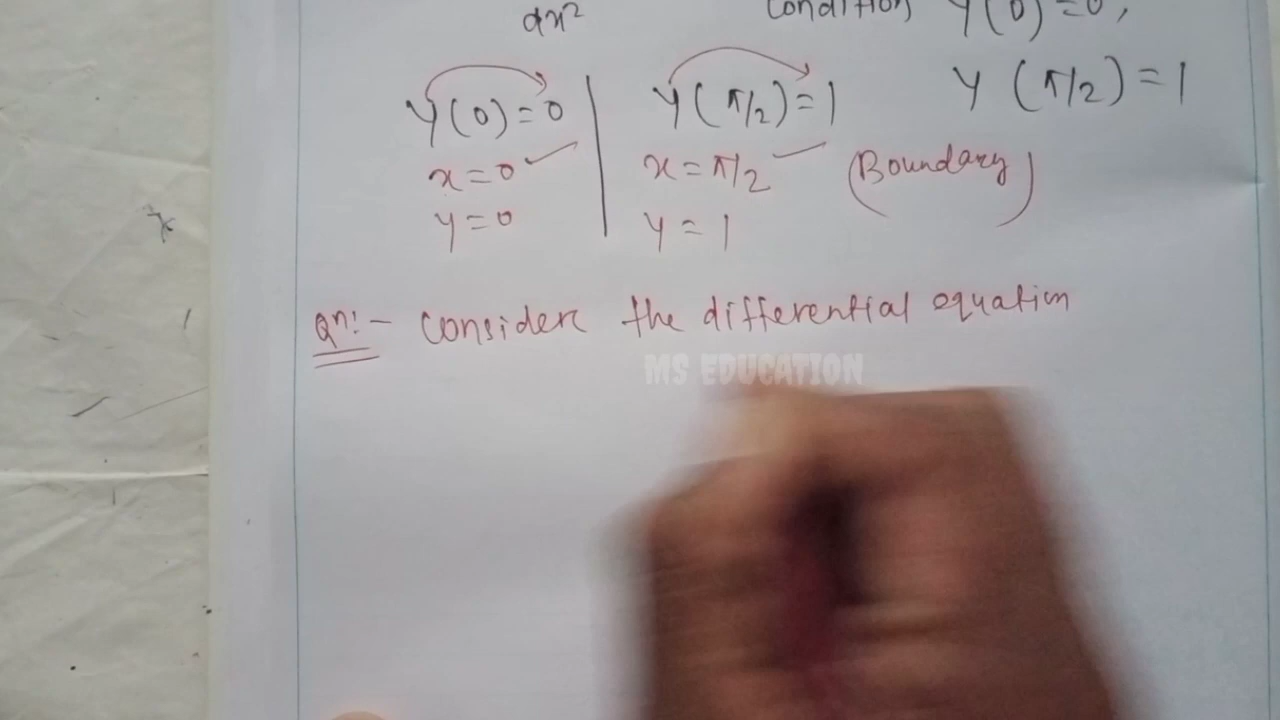 dx² condition y(0)=0,
y(0)=0 y(π/2)=1 y(π/2)=1
x=0 x=π/2 (Boundary)
y=0 y=1
Qn:- consider the differential equation
MS EDUCATION